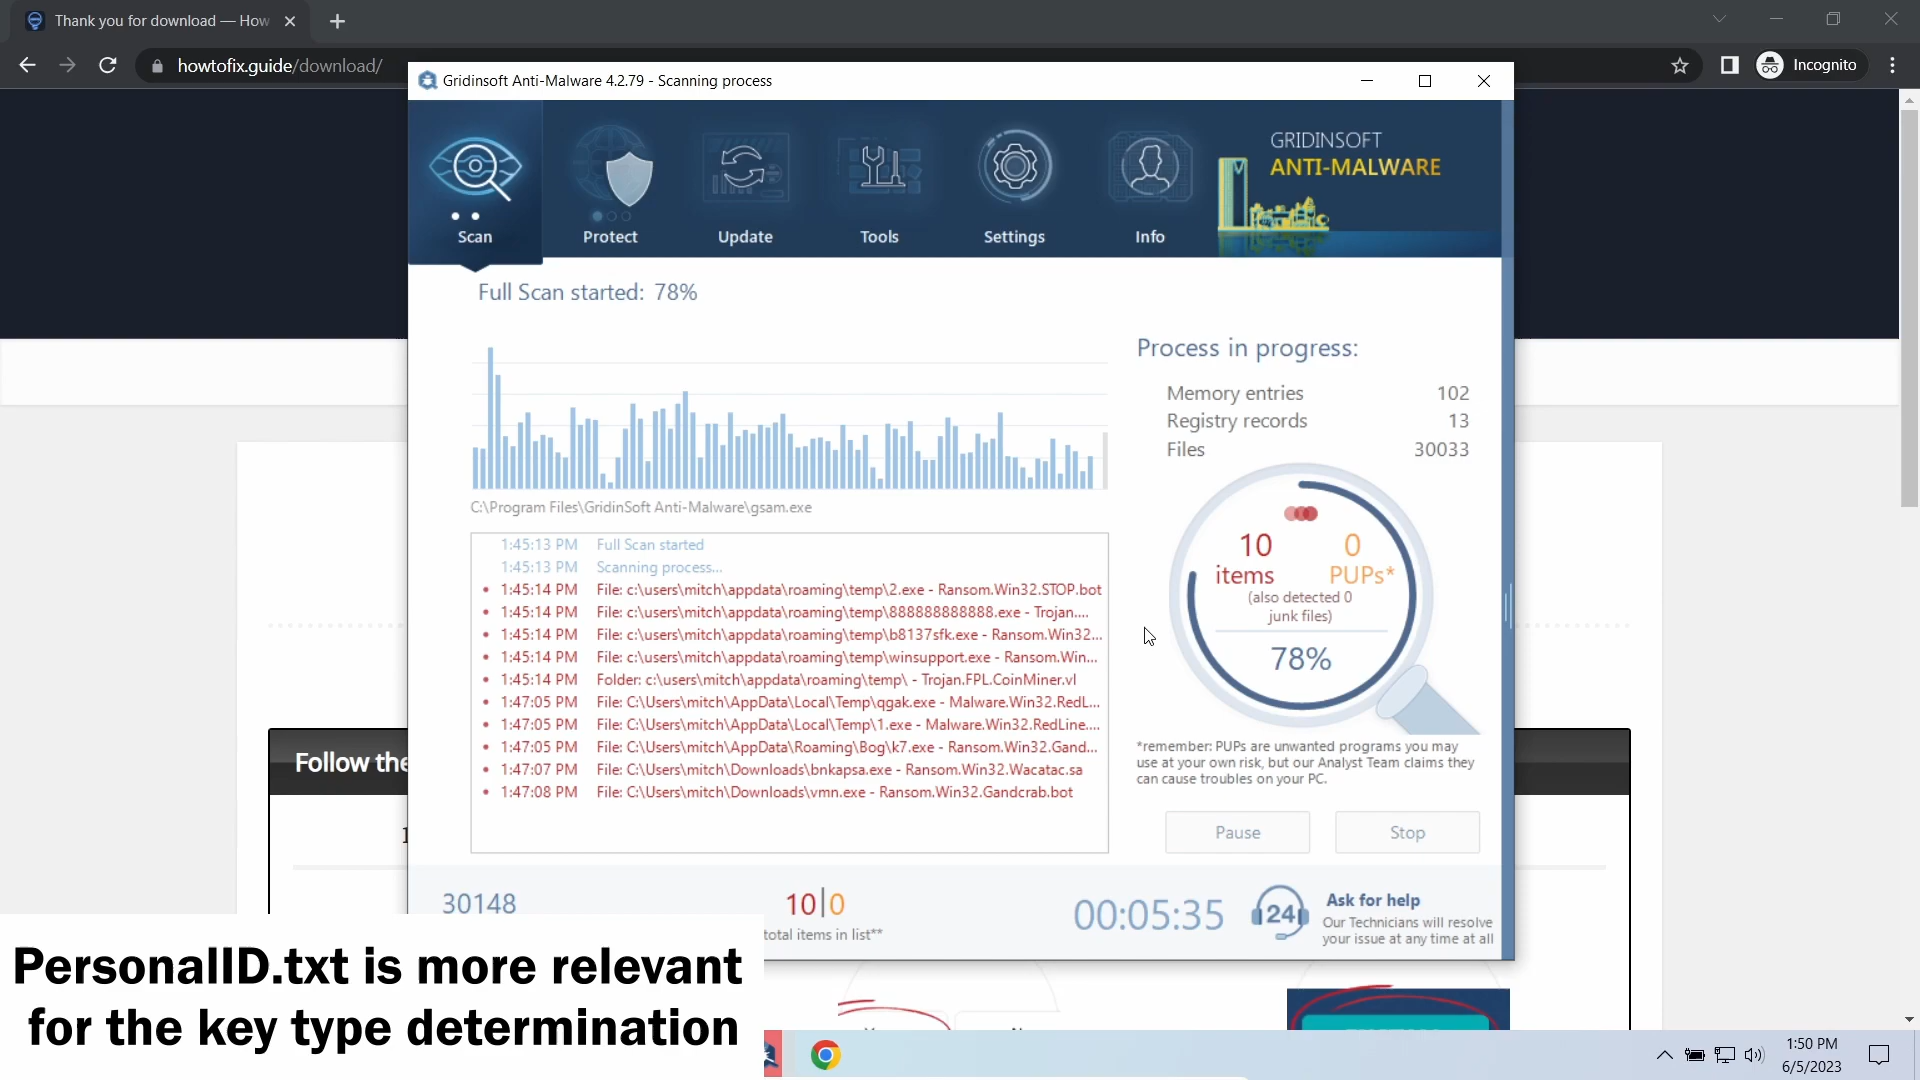 Thank you for download — How
howtofix.guide/download/
Incognito
Gridinsoft Anti-Malware 4.2.79 - Scanning process
Scan
Protect
Update
Tools
Settings
Info
GRIDINSOFT
ANTI-MALWARE
Full Scan started: 78%
C:\Program Files\GridinSoft Anti-Malware\gsam.exe
1:45:13 PM Full Scan started
1:45:13 PM Scanning process...
1:45:14 PM File: c:\users\mitch\appdata\roaming\temp\2.exe - Ransom.Win32.STOP.bot
1:45:14 PM File: c:\users\mitch\appdata\roaming\temp\888888888888.exe - Trojan....
1:45:14 PM File: c:\users\mitch\appdata\roaming\temp\b8137sfk.exe - Ransom.Win32...
1:45:14 PM File: c:\users\mitch\appdata\roaming\temp\winsupport.exe - Ransom.Win...
1:45:14 PM Folder: c:\users\mitch\appdata\roaming\temp\ - Trojan.FPL.CoinMiner.vl
1:47:05 PM File: C:\Users\mitch\AppData\Local\Temp\qgak.exe - Malware.Win32.RedL...
1:47:05 PM File: C:\Users\mitch\AppData\Local\Temp\1.exe - Malware.Win32.RedLine....
1:47:05 PM File: C:\Users\mitch\AppData\Roaming\Bog\k7.exe - Ransom.Win32.Gand...
1:47:07 PM File: C:\Users\mitch\Downloads\bnkapsa.exe - Ransom.Win32.Wacatac.sa
1:47:08 PM File: C:\Users\mitch\Downloads\vmn.exe - Ransom.Win32.Gandcrab.bot
Process in progress:
Memory entries 102
Registry records 13
Files 30033
10 0
items PUPs*
(also detected 0
junk files)
78%
*remember: PUPs are unwanted programs you may
use at your own risk, but our Analyst Team claims they
can cause troubles on your PC.
Pause
Stop
Follow the
1
30148
10|0
total items in list**
00:05:35
24
Ask for help
Our Technicians will resolve
your issue at any time at all
PersonalID.txt is more relevant
for the key type determination
1:50 PM
6/5/2023